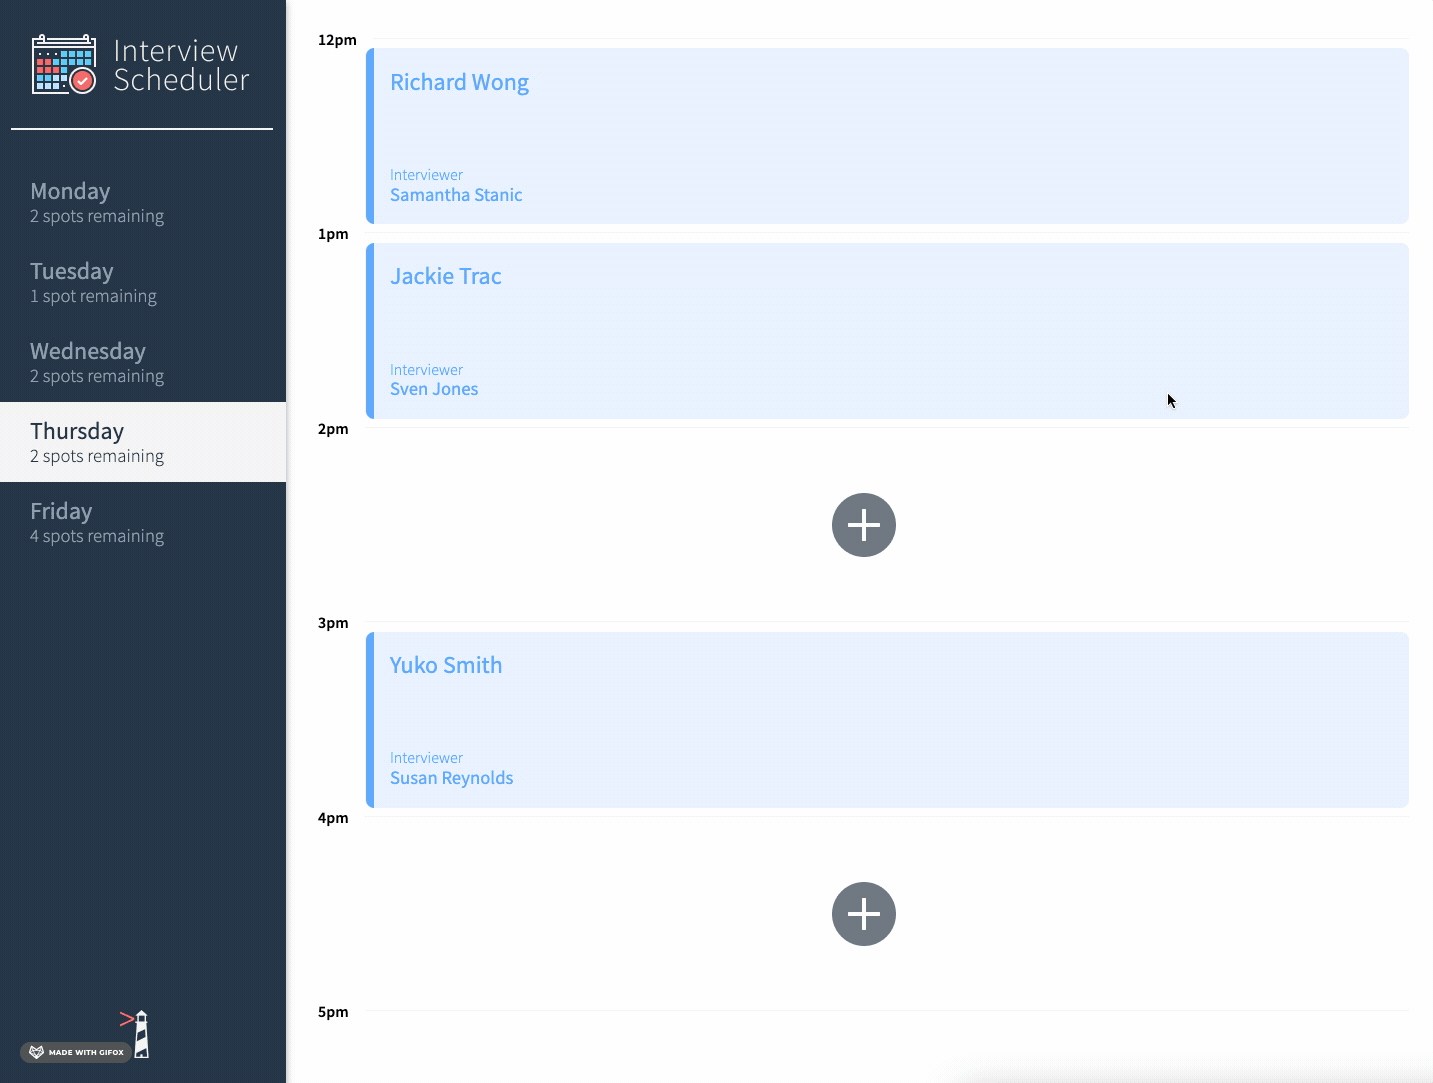 Interview
Scheduler
Monday
2 spots remaining
Tuesday
1 spot remaining
Wednesday
2 spots remaining
Thursday
2 spots remaining
Friday
4 spots remaining
MADE WITH GIFOX
12pm
Richard Wong
Interviewer
Samantha Stanic
1pm
Jackie Trac
Interviewer
Sven Jones
2pm
3pm
Yuko Smith
Interviewer
Susan Reynolds
4pm
5pm